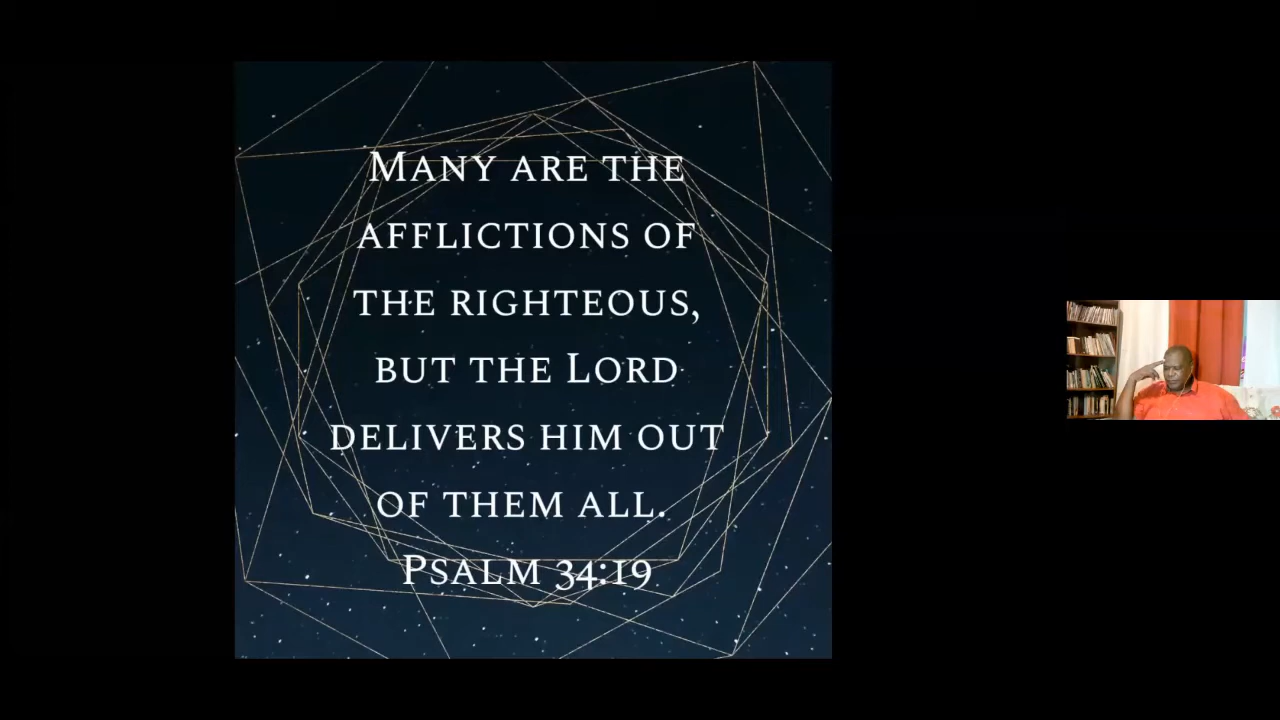 Many are the
afflictions of
the righteous,
but the Lord
delivers him out
of them all.
Psalm 34:19